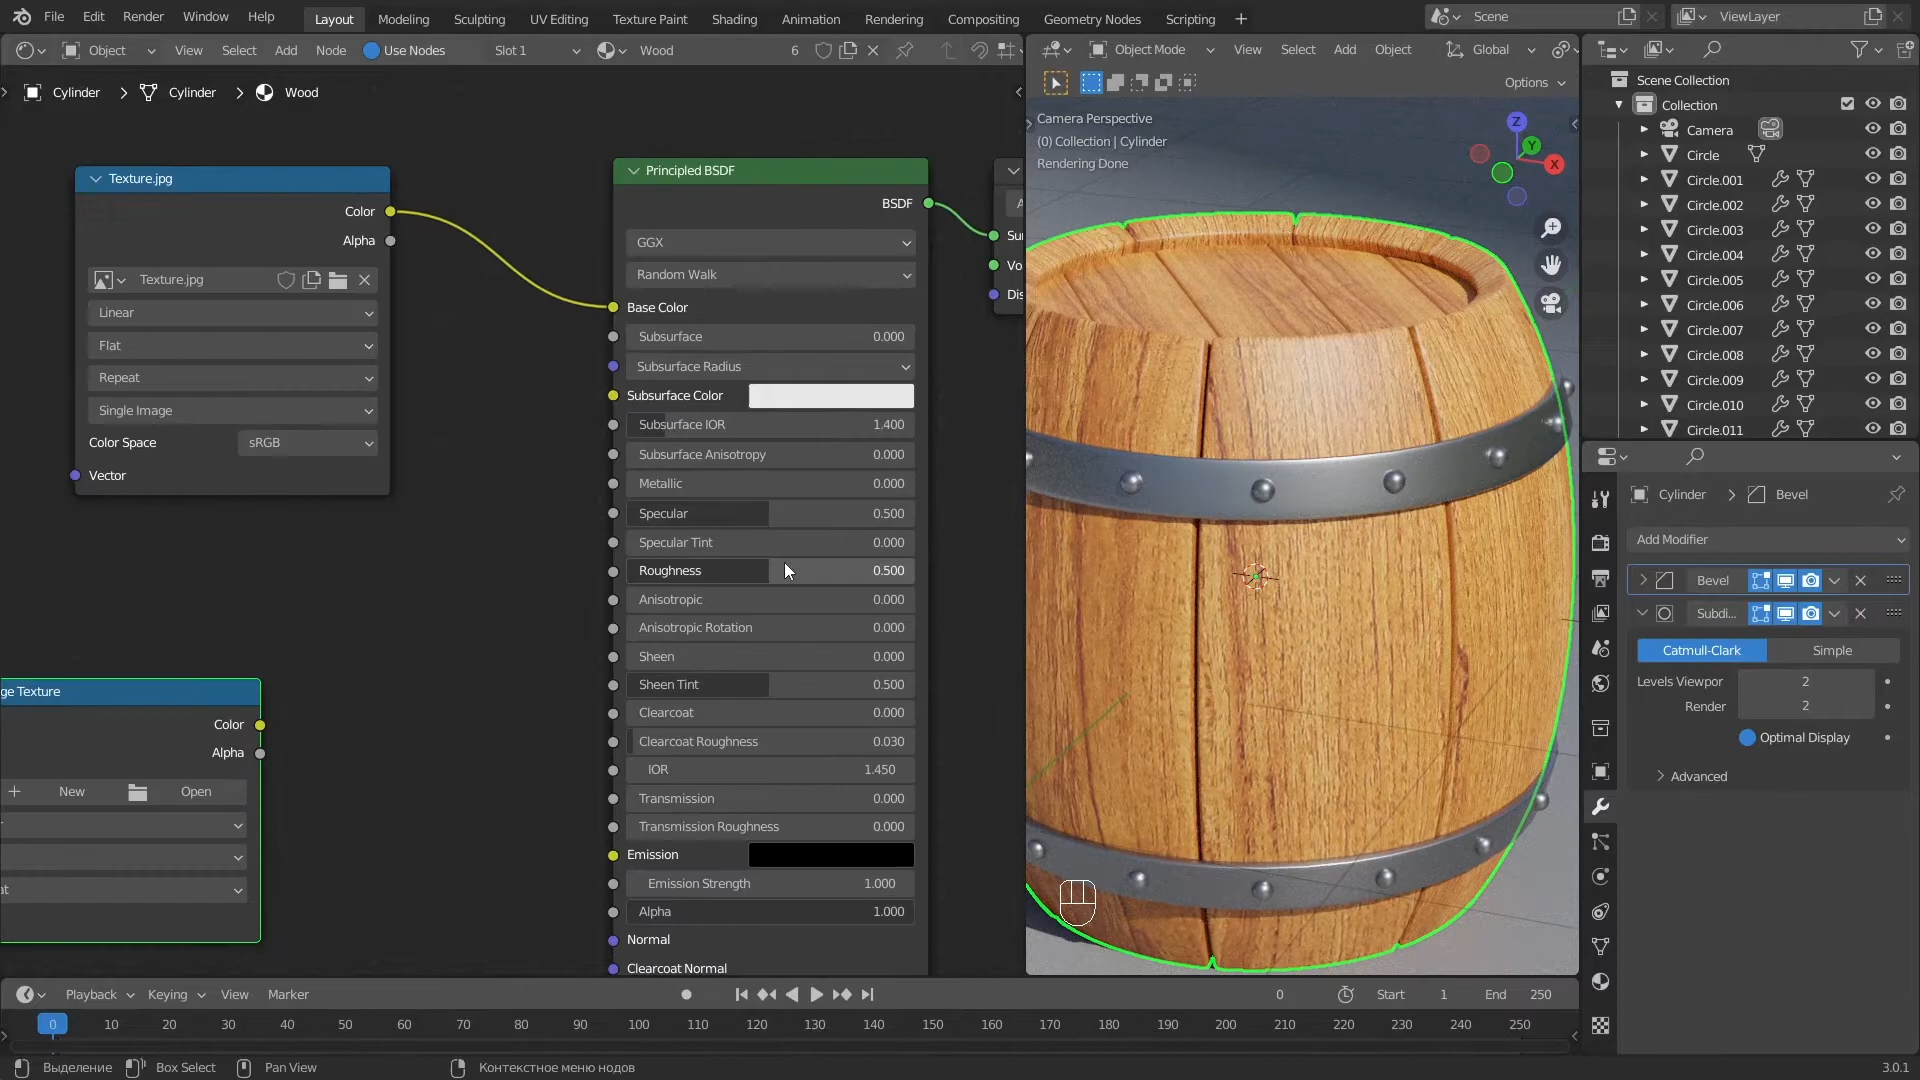 File Edit Render Window Help Layout Modeling Sculpting UV Editing Texture Paint Shading Animation Rendering Compositing Geometry Nodes Scripting + Scene ViewLayer
Object View Select Add Node Use Nodes Slot 1 Wood 6
Object Mode View Select Add Object Global
Options
Cylinder > Cylinder > Wood
Texture.jpg
Color
Alpha
Texture.jpg
Linear
Flat
Repeat
Single Image
Color Space sRGB
Vector
ge Texture
Color
Alpha
New Open
Principled BSDF
BSDF
GGX
Random Walk
Base Color
Subsurface 0.000
Subsurface Radius
Subsurface Color
Subsurface IOR 1.400
Subsurface Anisotropy 0.000
Metallic 0.000
Specular 0.500
Specular Tint 0.000
Roughness 0.500
Anisotropic 0.000
Anisotropic Rotation 0.000
Sheen 0.000
Sheen Tint 0.500
Clearcoat 0.000
Clearcoat Roughness 0.030
IOR 1.450
Transmission 0.000
Transmission Roughness 0.000
Emission
Emission Strength 1.000
Alpha 1.000
Normal
Clearcoat Normal
Camera Perspective
(0) Collection | Cylinder
Rendering Done
Z
Y
X
Scene Collection
Collection
Camera
Circle
Circle.001
Circle.002
Circle.003
Circle.004
Circle.005
Circle.006
Circle.007
Circle.008
Circle.009
Circle.010
Circle.011
Cylinder > Bevel
Add Modifier
Bevel
Subdi...
Catmull-Clark Simple
Levels Viewpor 2
Render 2
Optimal Display
Advanced
Playback Keying View Marker 0 Start 1 End 250
0 10 20 30 40 50 60 70 80 90 100 110 120 130 140 150 160 170 180 190 200 210 220 230 240 250
Выделение Box Select Pan View Контекстное меню нодов 3.0.1